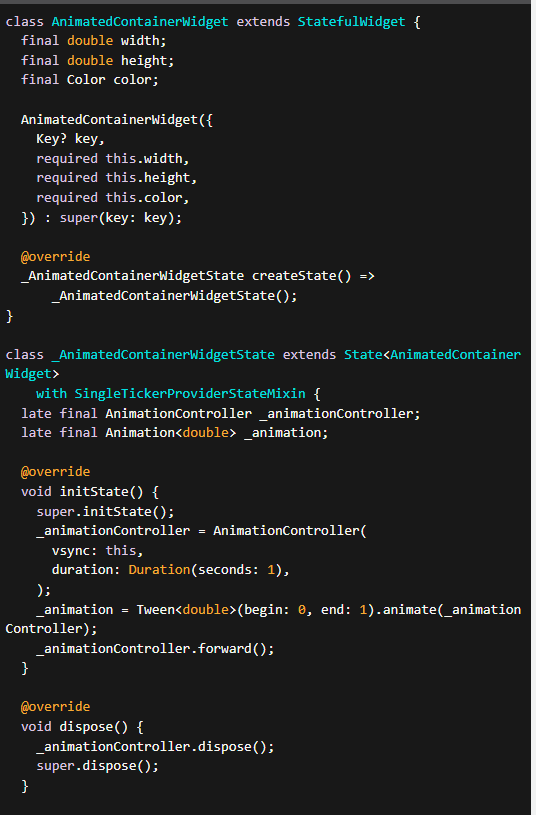 class AnimatedContainerWidget extends StatefulWidget {
  final double width;
  final double height;
  final Color color;

  AnimatedContainerWidget({
    Key? key,
    required this.width,
    required this.height,
    required this.color,
  }) : super(key: key);

  @override
  _AnimatedContainerWidgetState createState() =>
      _AnimatedContainerWidgetState();
}

class _AnimatedContainerWidgetState extends State<AnimatedContainer
Widget>
    with SingleTickerProviderStateMixin {
  late final AnimationController _animationController;
  late final Animation<double> _animation;

  @override
  void initState() {
    super.initState();
    _animationController = AnimationController(
      vsync: this,
      duration: Duration(seconds: 1),
    );
    _animation = Tween<double>(begin: 0, end: 1).animate(_animation
Controller);
    _animationController.forward();
  }

  @override
  void dispose() {
    _animationController.dispose();
    super.dispose();
  }